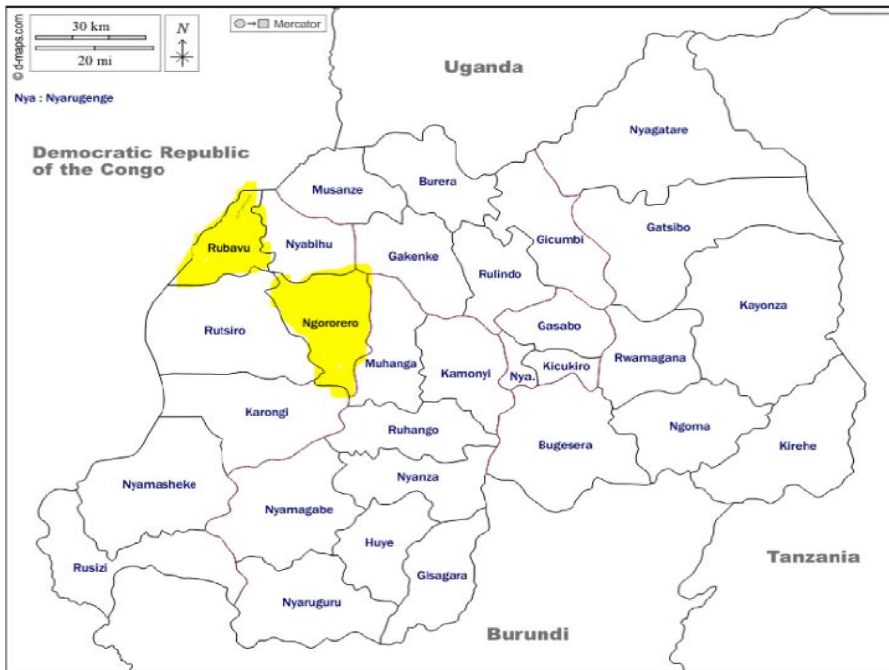 30 km
20 mi
N
→ Mercator
© d-maps.com
Nya : Nyarugenge
Uganda
Democratic Republic
of the Congo
Nyagatare
Musanze
Burera
Rubavu
Nyabihu
Gakenke
Gicumbi
Gatsibo
Rulindo
Kayonza
Ngororero
Rutsiro
Gasabo
Muhanga
Kamonyi
Nya.
Kicukiro
Rwamagana
Karongi
Ruhango
Bugesera
Ngoma
Kirehe
Nyamasheke
Nyanza
Nyamagabe
Huye
Rusizi
Gisagara
Nyaruguru
Tanzania
Burundi